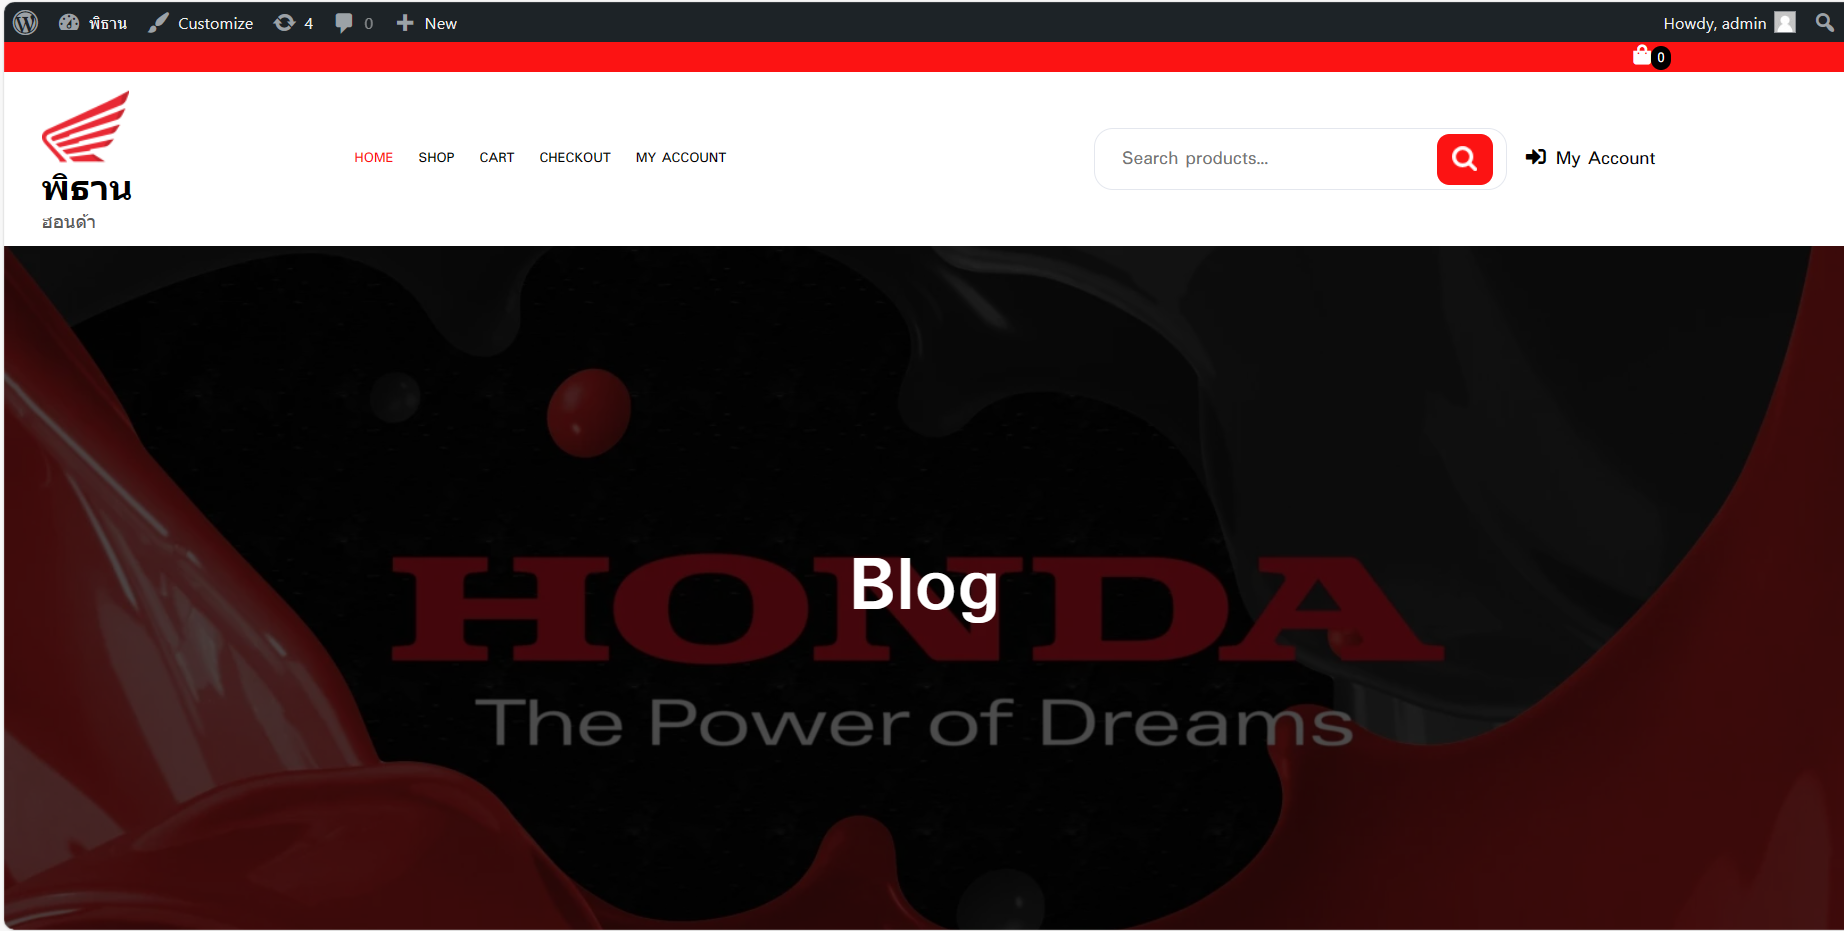 พิธาน Customize 4 0 New Howdy, admin
0
พิธาน
ฮอนด้า
HOME SHOP CART CHECKOUT MY ACCOUNT
Search products... My Account
Blog
HONDA
The Power of Dreams